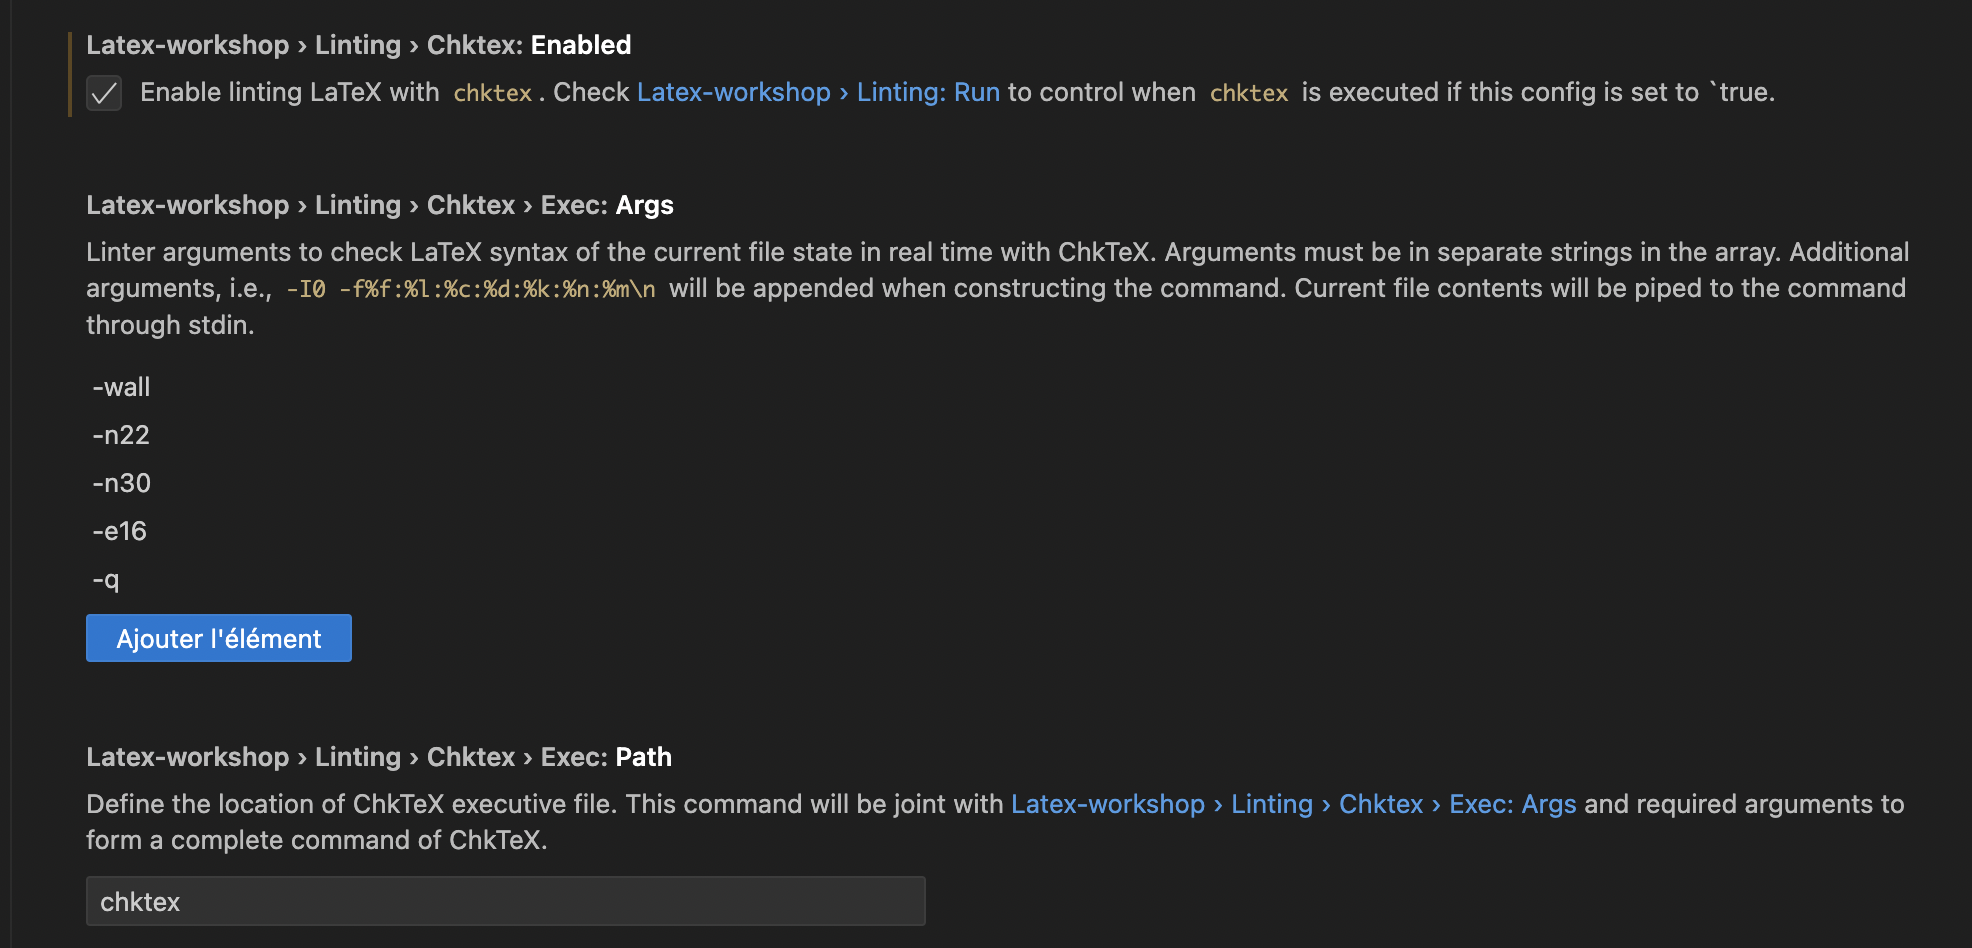 Latex-workshop › Linting › Chktex: Enabled
Enable linting LaTeX with chktex . Check Latex-workshop › Linting: Run to control when chktex is executed if this config is set to `true.
Latex-workshop › Linting › Chktex › Exec: Args
Linter arguments to check LaTeX syntax of the current file state in real time with ChkTeX. Arguments must be in separate strings in the array. Additional
arguments, i.e., -I0 -f%f:%l:%c:%d:%k:%n:%m\n will be appended when constructing the command. Current file contents will be piped to the command
through stdin.
-wall
-n22
-n30
-e16
-q
Ajouter l'élément
Latex-workshop › Linting › Chktex › Exec: Path
Define the location of ChkTeX executive file. This command will be joint with Latex-workshop › Linting › Chktex › Exec: Args and required arguments to
form a complete command of ChkTeX.
chktex